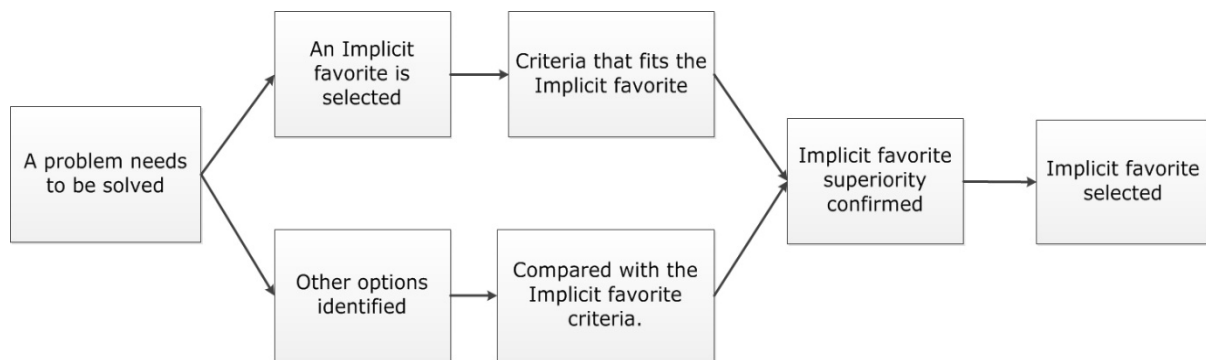 A problem needs
to be solved
An Implicit
favorite is
selected
Criteria that fits the
Implicit favorite
Other options
identified
Compared with the
Implicit favorite
criteria.
Implicit favorite
superiority
confirmed
Implicit favorite
selected